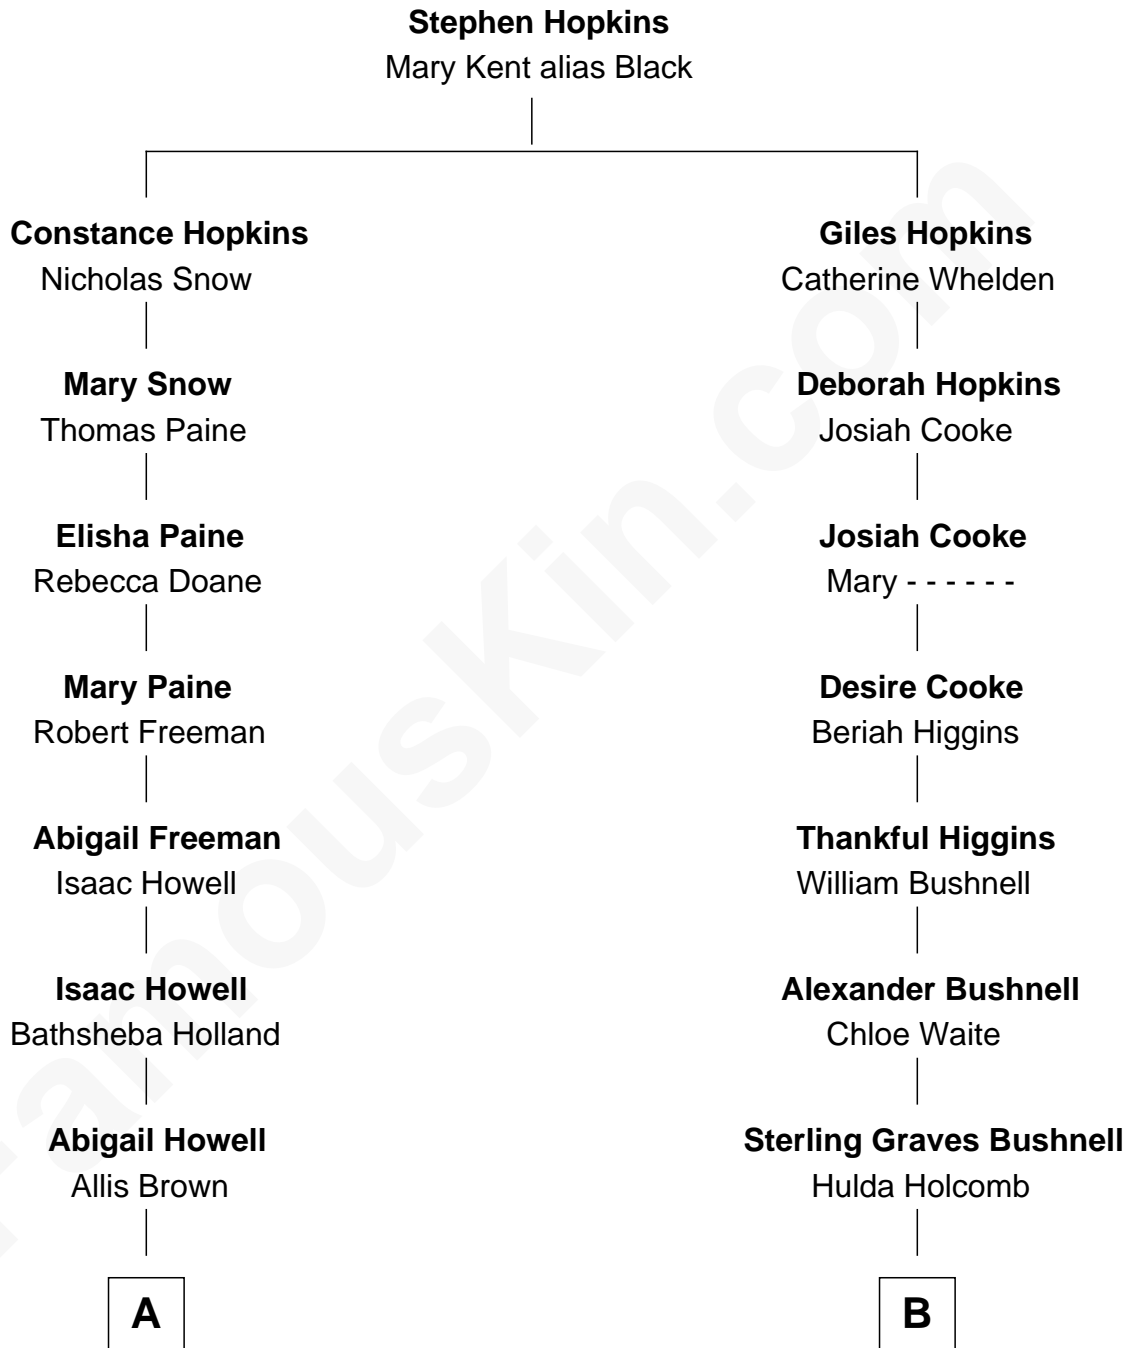 Stephen Hopkins
Mary Kent alias Black
Constance Hopkins
Nicholas Snow
Giles Hopkins
Catherine Whelden
Mary Snow
Thomas Paine
Deborah Hopkins
Josiah Cooke
Elisha Paine
Rebecca Doane
Josiah Cooke
Mary - - - - - -
Mary Paine
Robert Freeman
Desire Cooke
Beriah Higgins
Abigail Freeman
Isaac Howell
Thankful Higgins
William Bushnell
Isaac Howell
Bathsheba Holland
Alexander Bushnell
Chloe Waite
Abigail Howell
Allis Brown
Sterling Graves Bushnell
Hulda Holcomb
A
B
FamousKin.com